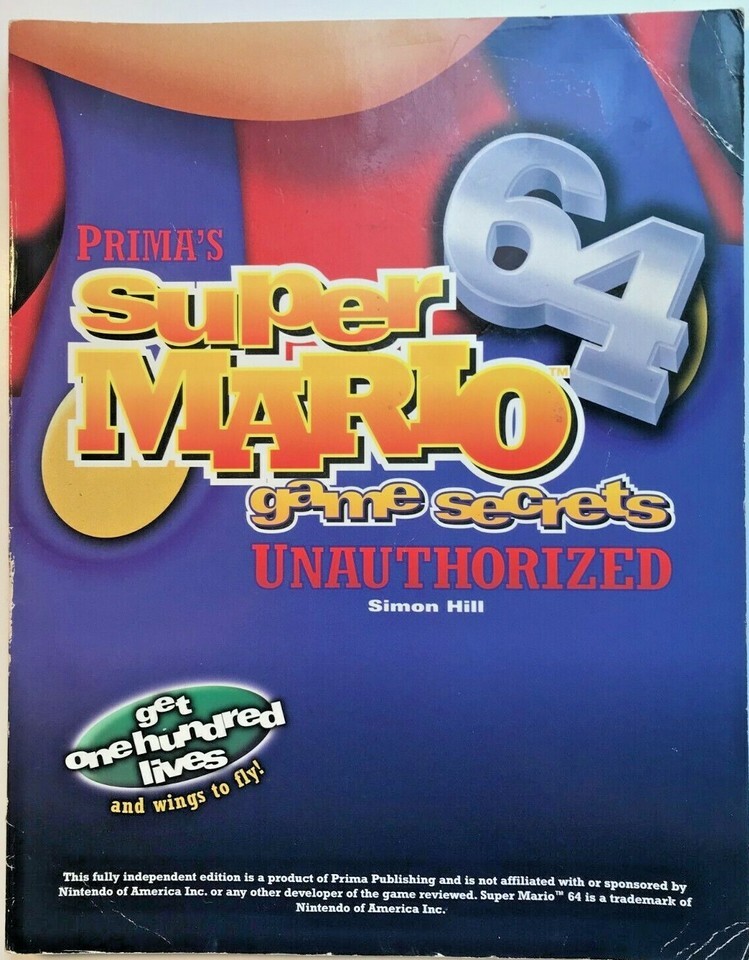 64
PRIMA'S
super
MARIO™
game secrets
UNAUTHORIZED
Simon Hill
get
one hundred
lives
and wings to fly!
This fully independent edition is a product of Prima Publishing and is not affiliated with or sponsored by
Nintendo of America Inc. or any other developer of the game reviewed. Super Mario™ 64 is a trademark of
Nintendo of America Inc.